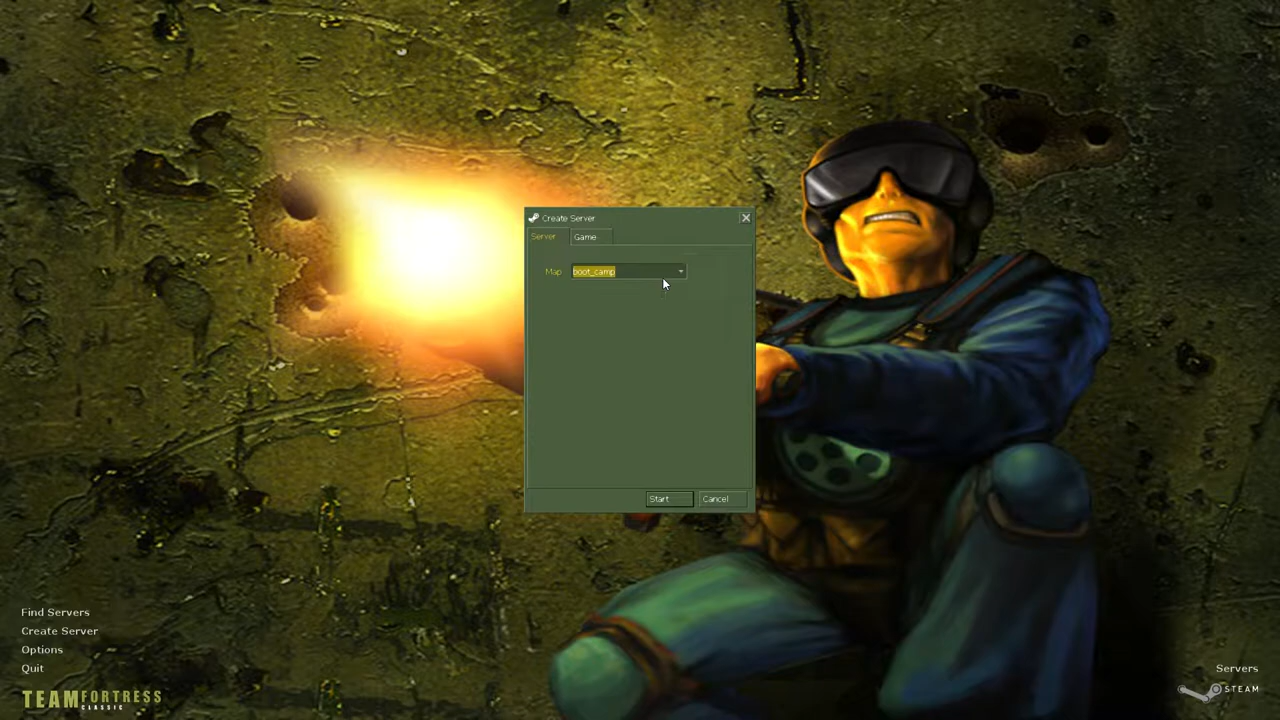 Create Server
Server Game
Map boot_camp
Start Cancel
Find Servers
Create Server
Options
Quit
TEAM FORTRESS
CLASSIC
Servers
STEAM